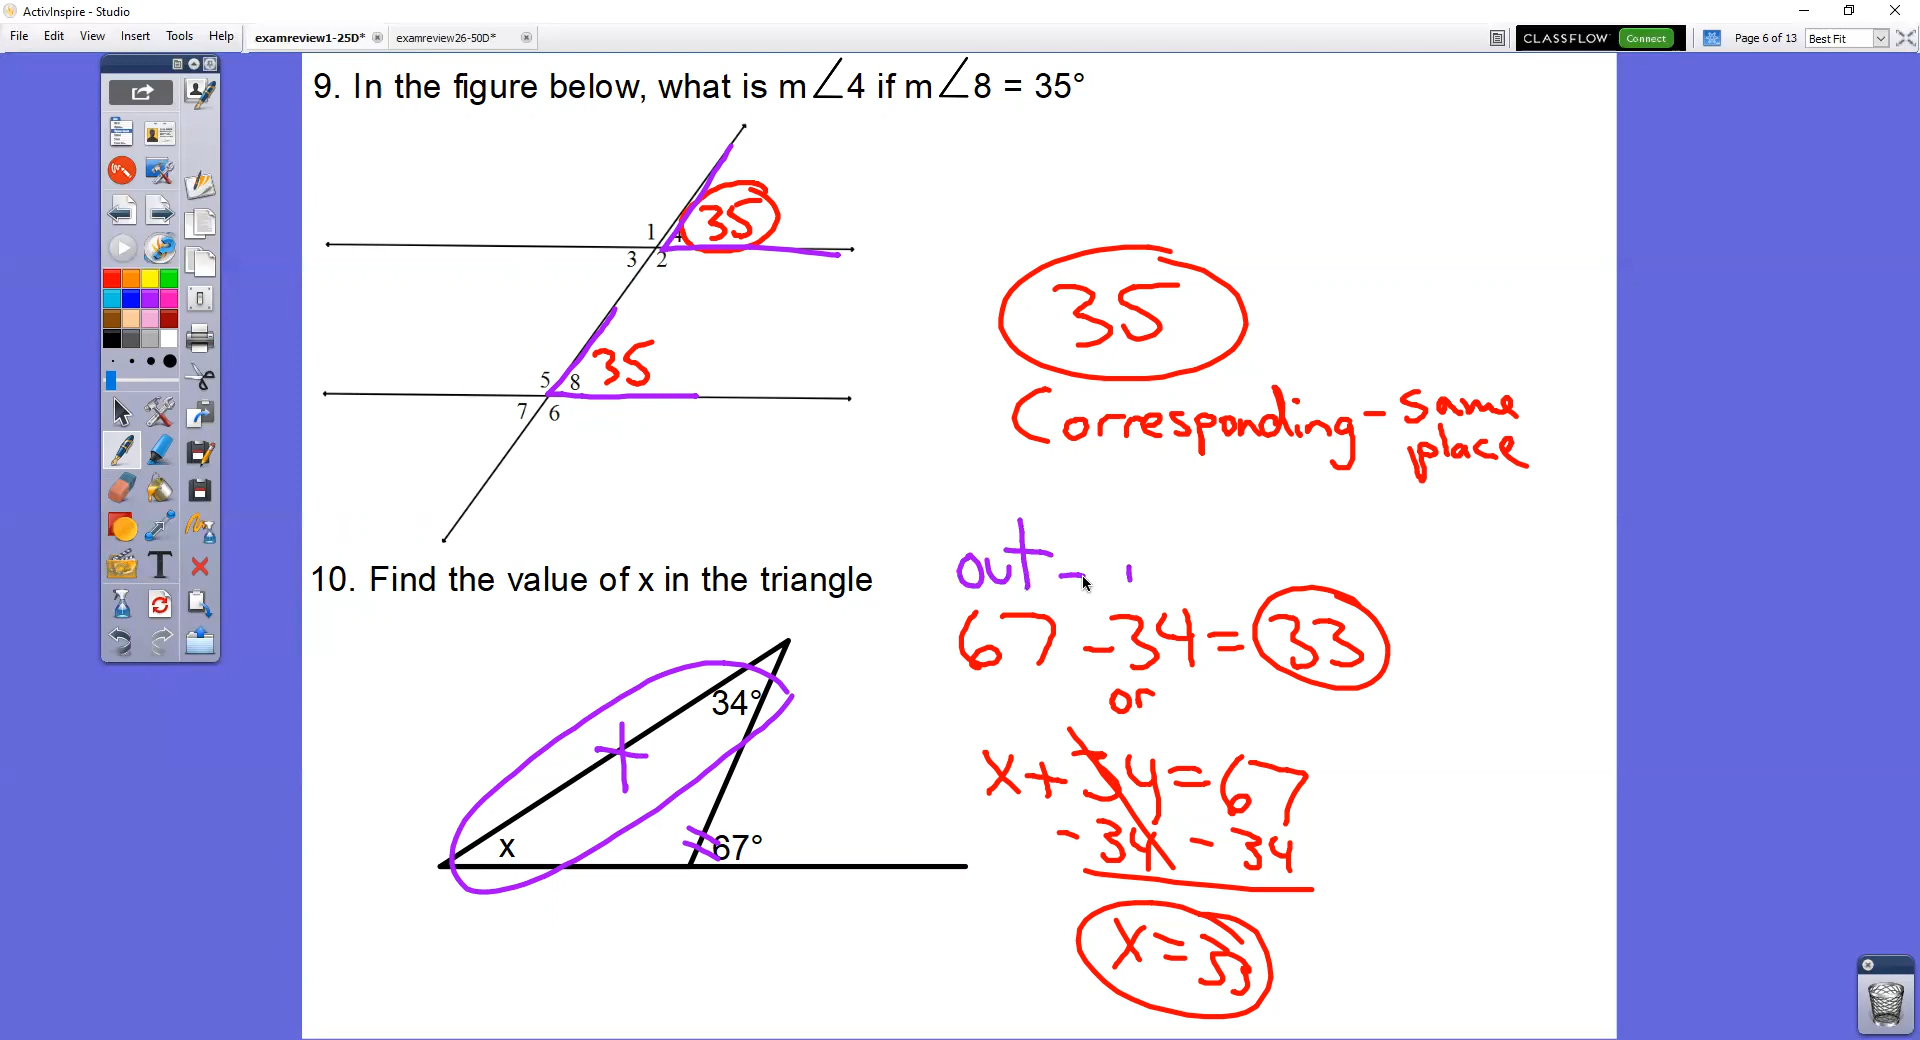 ActivInspire - Studio
File Edit View Insert Tools Help
examreview1-25D* examreview26-50D*
CLASSFLOW Connect
Page 6 of 13 Best Fit
9. In the figure below, what is m∠4 if m∠8 = 35°
1 4 35
3 2
35
5 8
7 6
35
Corresponding - same
place
10. Find the value of x in the triangle
out -
67 - 34 = 33
or
34°
+
x + 34 = 67
- 34 - 34
x 67°
x = 33